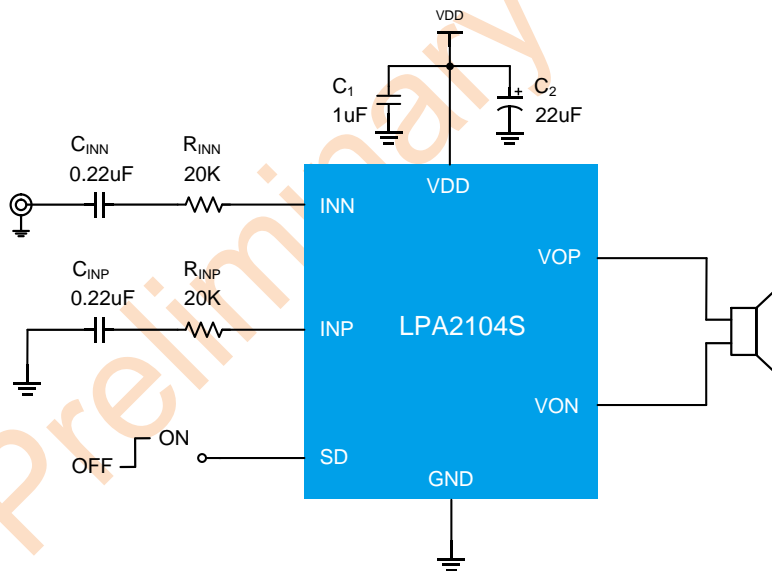 VDD
C1
1uF
C2
22uF
CINN
0.22uF
RINN
20K
VDD
INN
VOP
CINP
0.22uF
RINP
20K
INP
LPA2104S
VON
ON
OFF
SD
GND
Preliminary